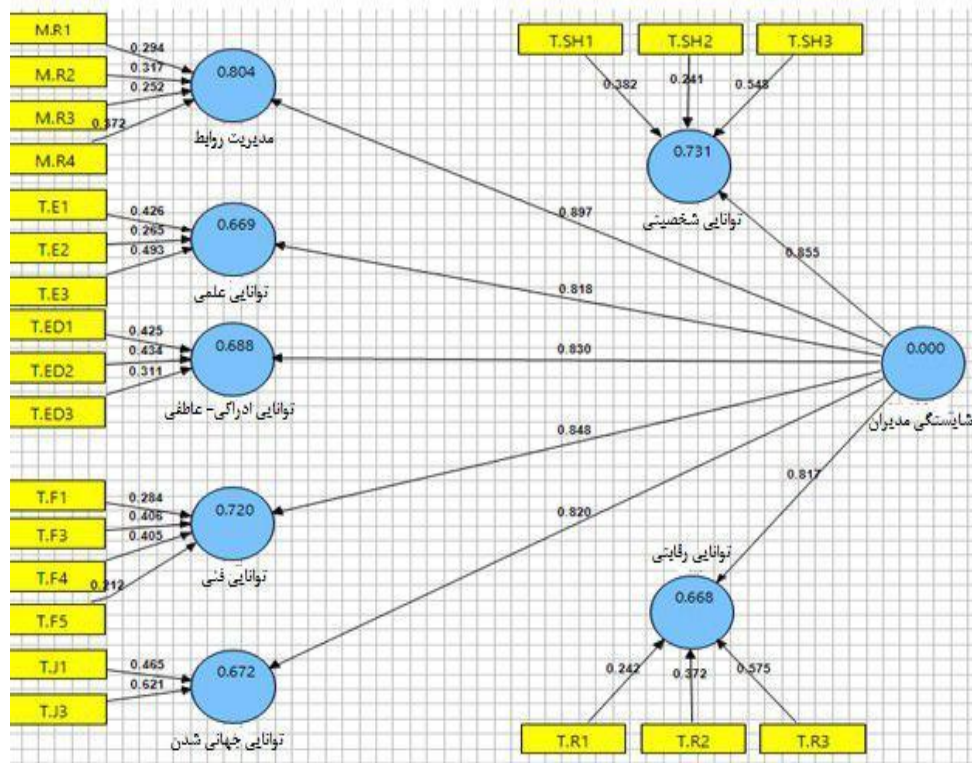 M.R1
M.R2
M.R3
M.R4
0.294
0.317
0.252
0.372
0.804
مدیریت روابط
T.SH1
T.SH2
T.SH3
0.382
0.241
0.548
0.731
توانایی شخصیتی
0.897
0.855
T.E1
T.E2
T.E3
0.426
0.265
0.493
0.669
توانایی علمی
0.818
T.ED1
T.ED2
T.ED3
0.425
0.434
0.311
0.688
توانایی ادراکی- عاطفی
0.830
0.000
شایستگی مدیران
T.F1
T.F3
T.F4
T.F5
0.284
0.406
0.405
0.212
0.720
توانایی فنی
0.848
0.820
0.817
T.J1
T.J3
0.465
0.621
0.672
توانایی جهانی شدن
توانایی رقابتی
0.668
0.242
0.372
0.575
T.R1
T.R2
T.R3